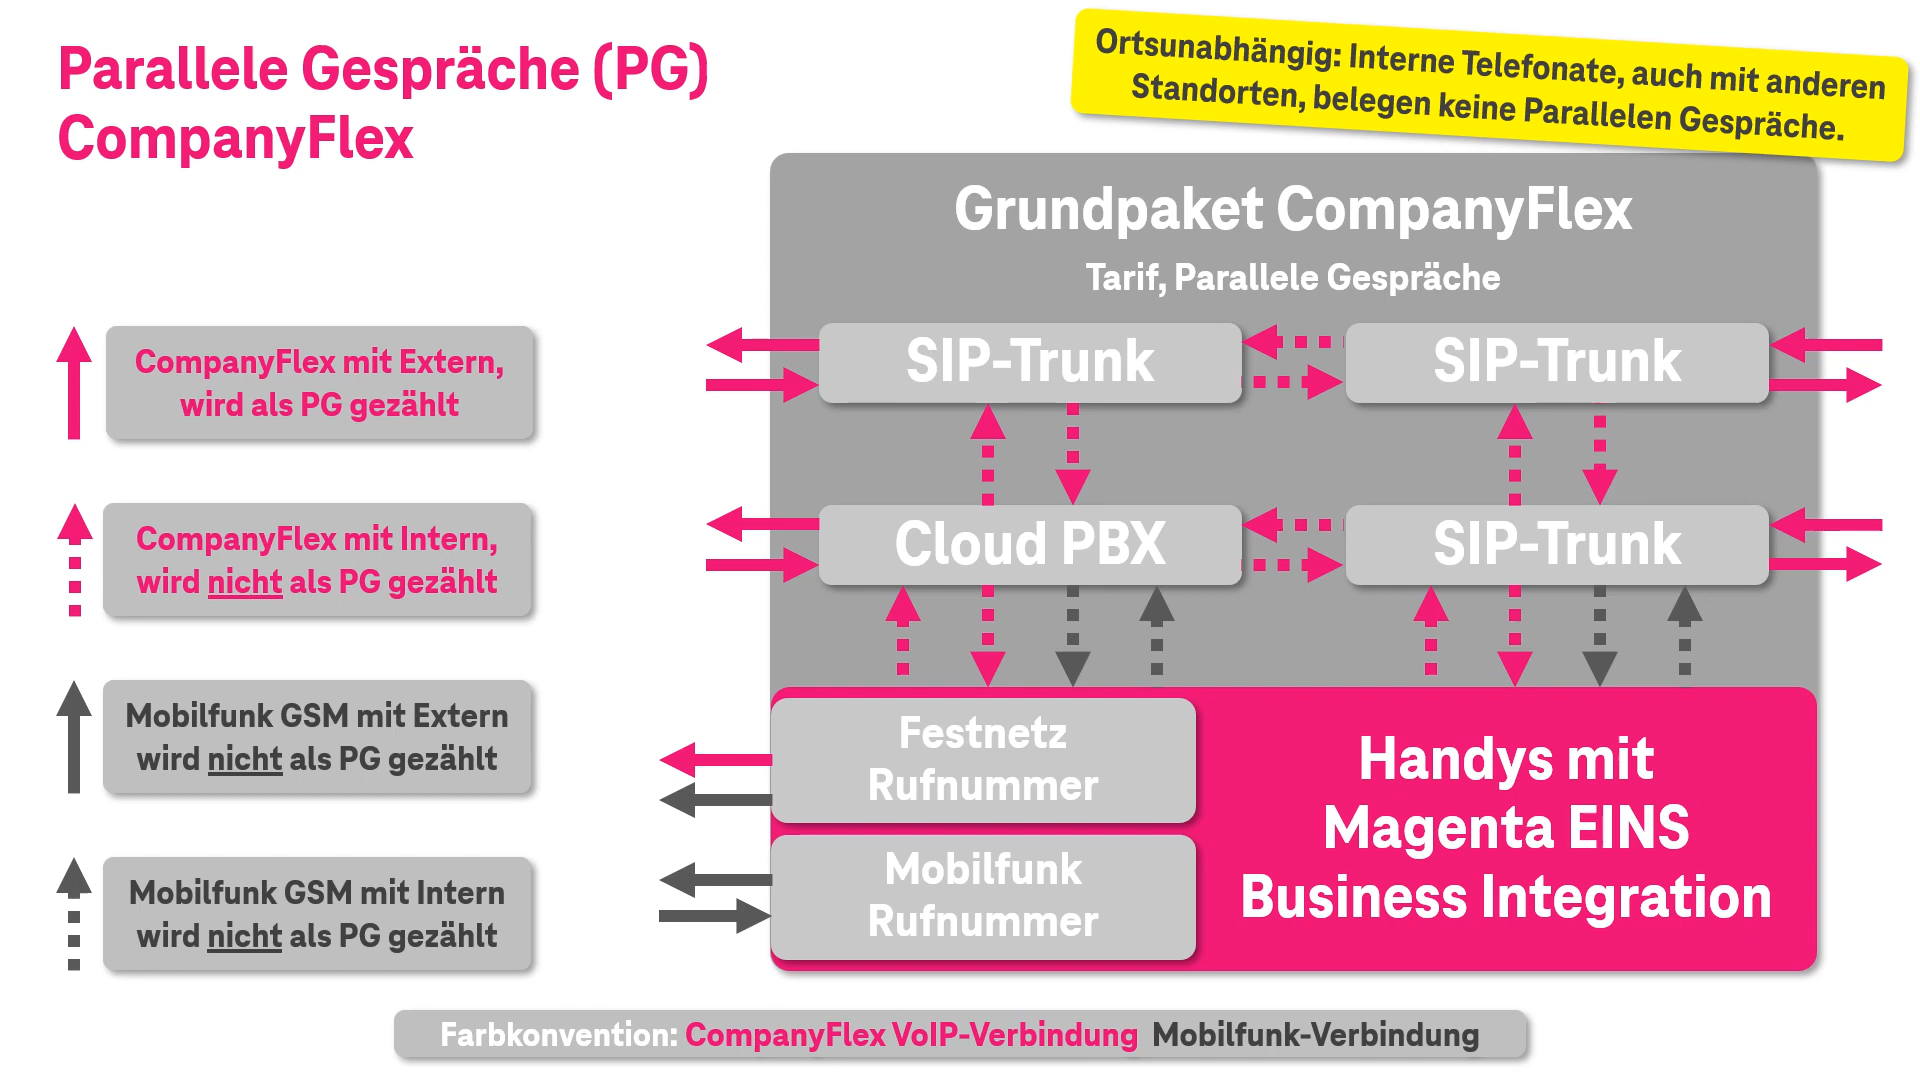 Parallele Gespräche (PG)
CompanyFlex
Ortsunabhängig: Interne Telefonate, auch mit anderen
Standorten, belegen keine Parallelen Gespräche.
Grundpaket CompanyFlex
Tarif, Parallele Gespräche
CompanyFlex mit Extern,
wird als PG gezählt
SIP-Trunk
SIP-Trunk
CompanyFlex mit Intern,
wird nicht als PG gezählt
Cloud PBX
SIP-Trunk
Mobilfunk GSM mit Extern
wird nicht als PG gezählt
Festnetz
Rufnummer
Handys mit
Magenta EINS
Business Integration
Mobilfunk GSM mit Intern
wird nicht als PG gezählt
Mobilfunk
Rufnummer
Farbkonvention: CompanyFlex VoIP-Verbindung Mobilfunk-Verbindung